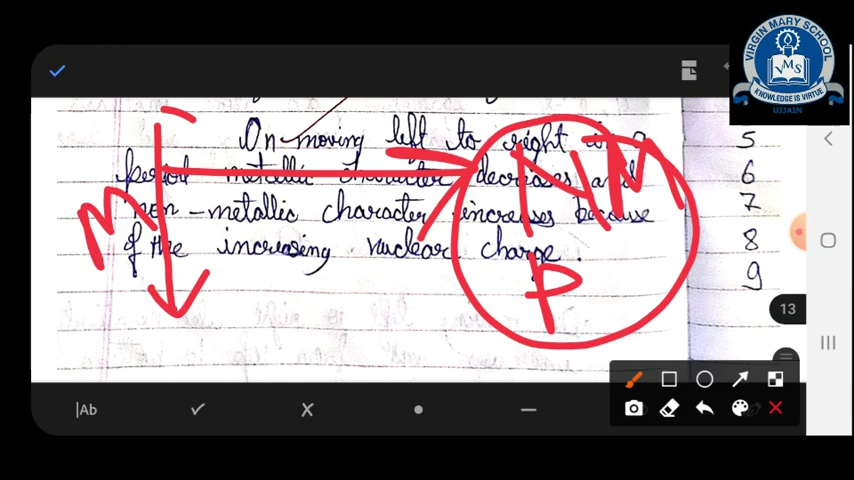 VIRGIN MARY SCHOOL
VMS
KNOWLEDGE IS VIRTUE
UJJAIN
On moving left to right in a
period metallic character decreases and
non-metallic character increases because
of the increasing nuclear charge.
M
NM
P
5
6
7
8
9
13
Ab